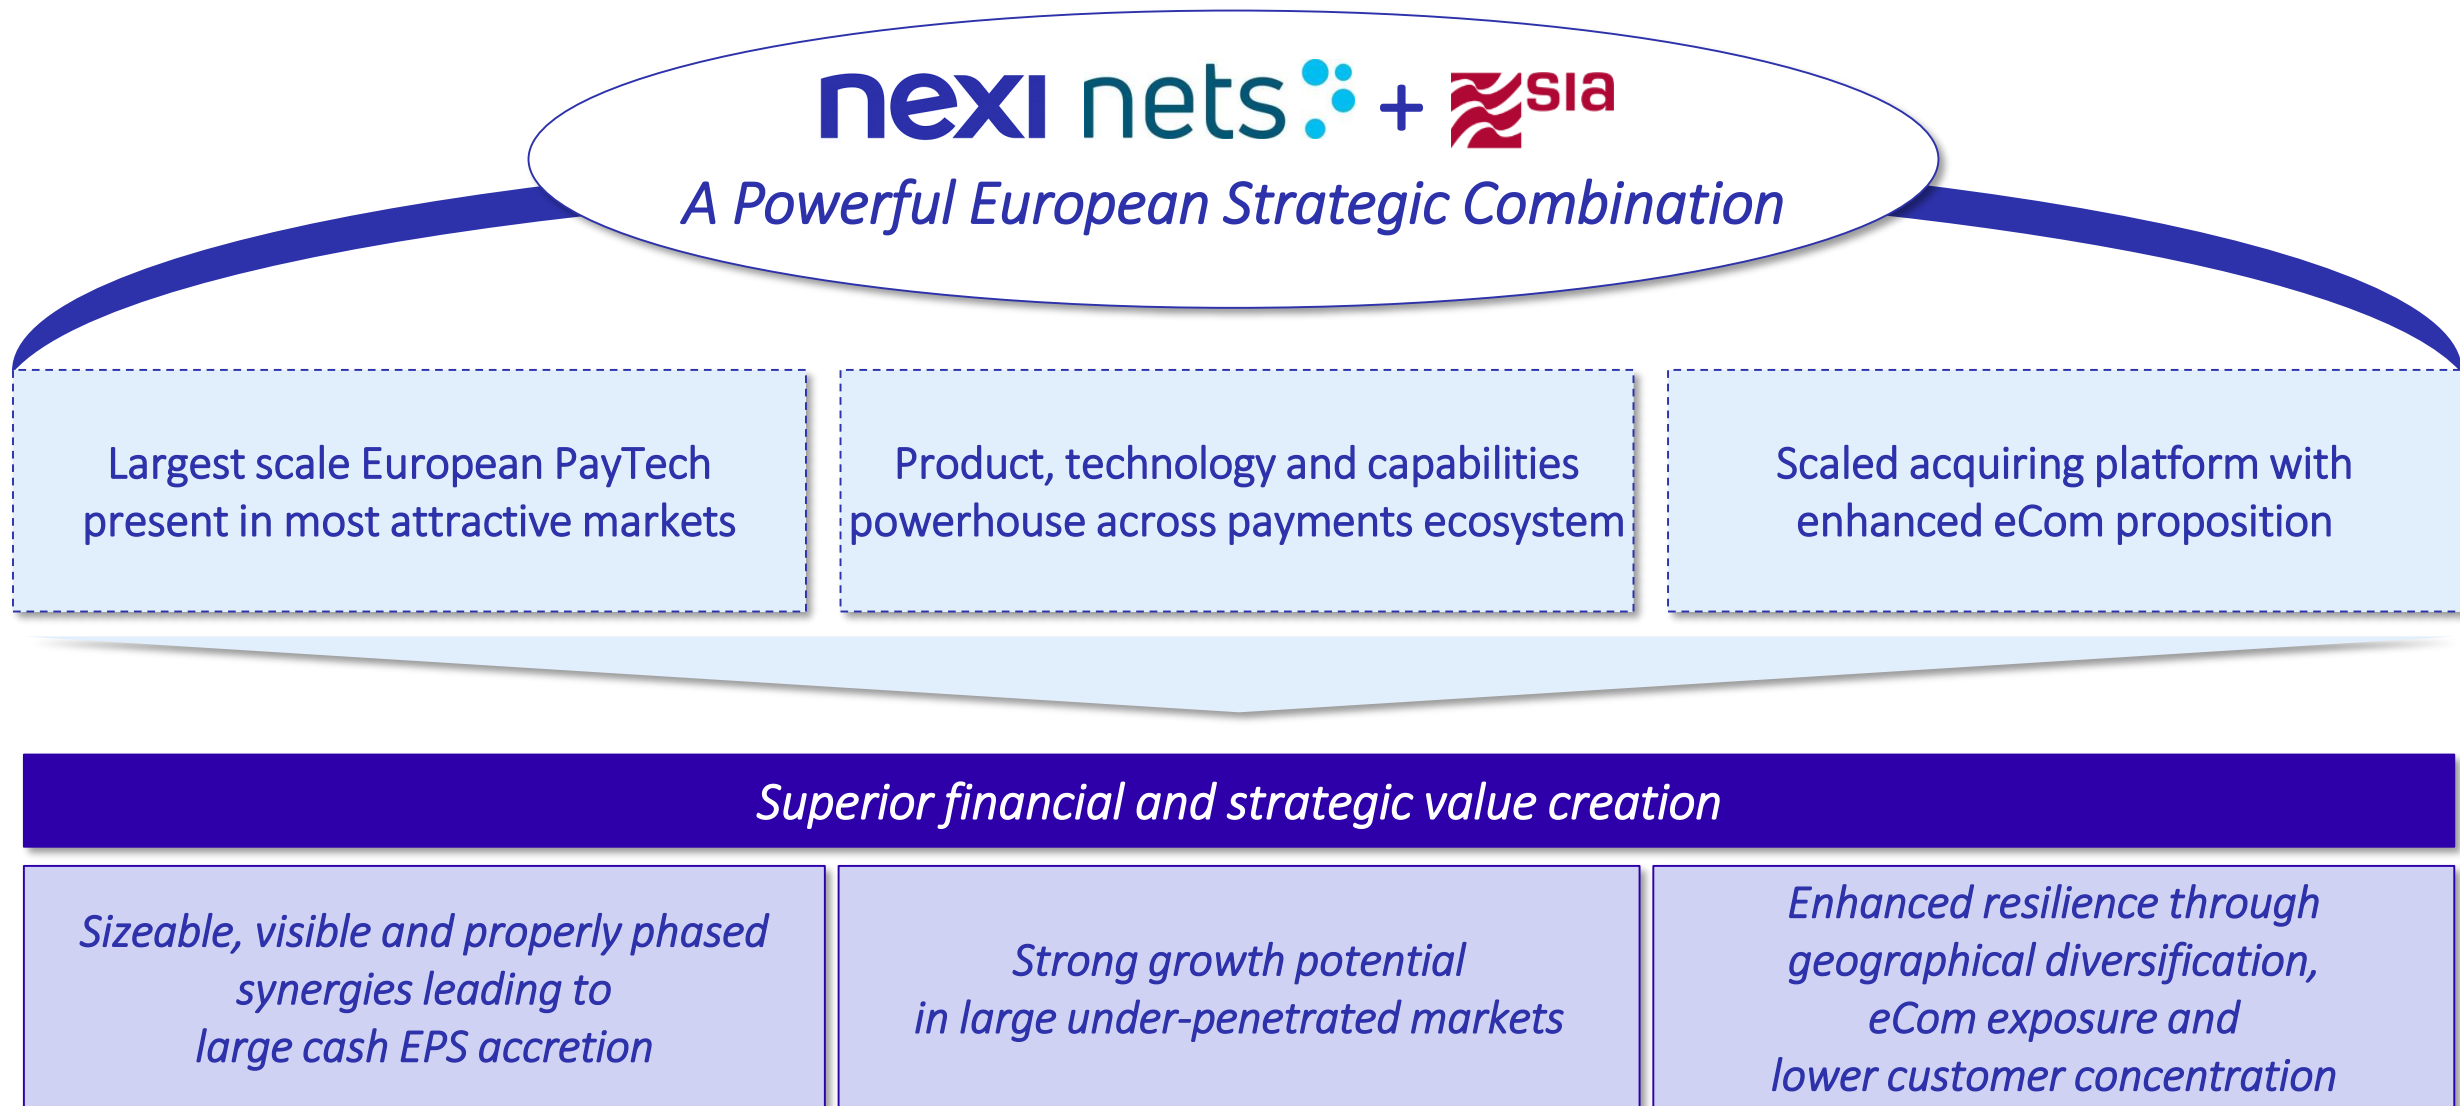 nexi nets + sia
A Powerful European Strategic Combination
Largest scale European PayTech
present in most attractive markets
Product, technology and capabilities
powerhouse across payments ecosystem
Scaled acquiring platform with
enhanced eCom proposition
Superior financial and strategic value creation
Sizeable, visible and properly phased
synergies leading to
large cash EPS accretion
Strong growth potential
in large under-penetrated markets
Enhanced resilience through
geographical diversification,
eCom exposure and
lower customer concentration